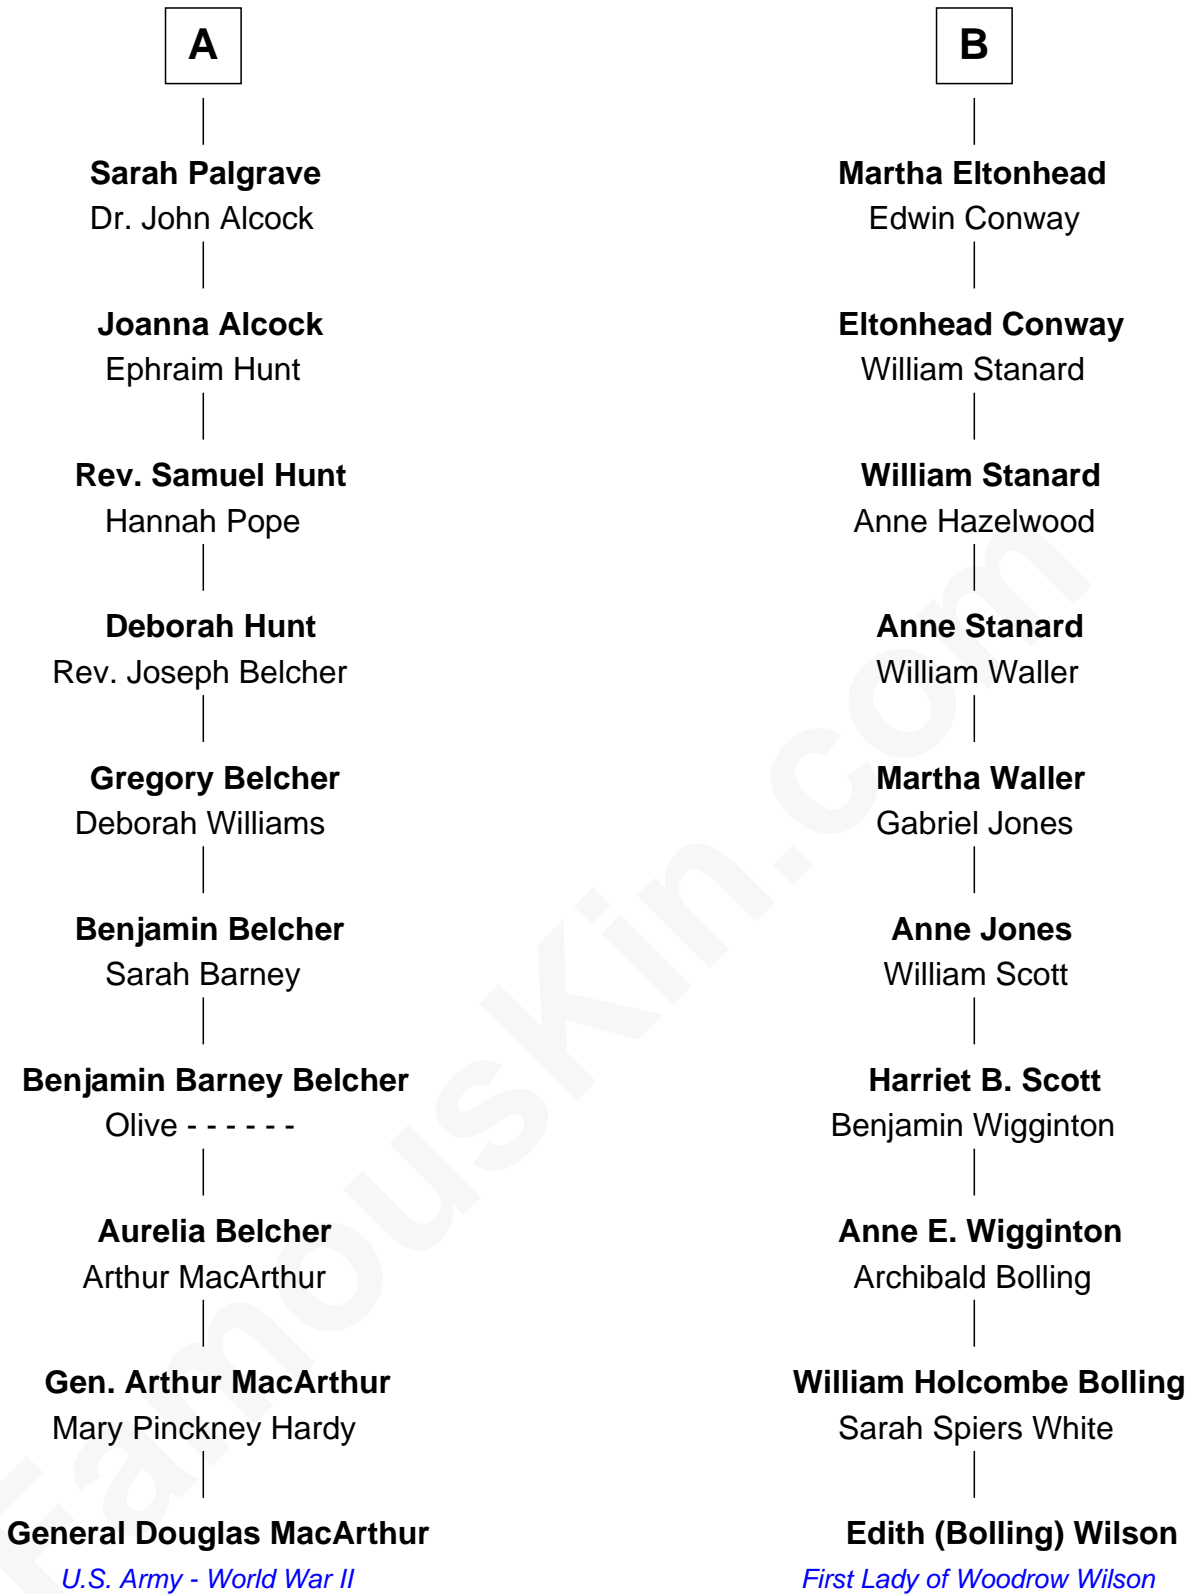 A
Sarah Palgrave
Dr. John Alcock
Joanna Alcock
Ephraim Hunt
Rev. Samuel Hunt
Hannah Pope
Deborah Hunt
Rev. Joseph Belcher
Gregory Belcher
Deborah Williams
Benjamin Belcher
Sarah Barney
Benjamin Barney Belcher
Olive - - - - - -
Aurelia Belcher
Arthur MacArthur
Gen. Arthur MacArthur
Mary Pinckney Hardy
General Douglas MacArthur
U.S. Army - World War II
B
Martha Eltonhead
Edwin Conway
Eltonhead Conway
William Stanard
William Stanard
Anne Hazelwood
Anne Stanard
William Waller
Martha Waller
Gabriel Jones
Anne Jones
William Scott
Harriet B. Scott
Benjamin Wigginton
Anne E. Wigginton
Archibald Bolling
William Holcombe Bolling
Sarah Spiers White
Edith (Bolling) Wilson
First Lady of Woodrow Wilson
FamousKin.com